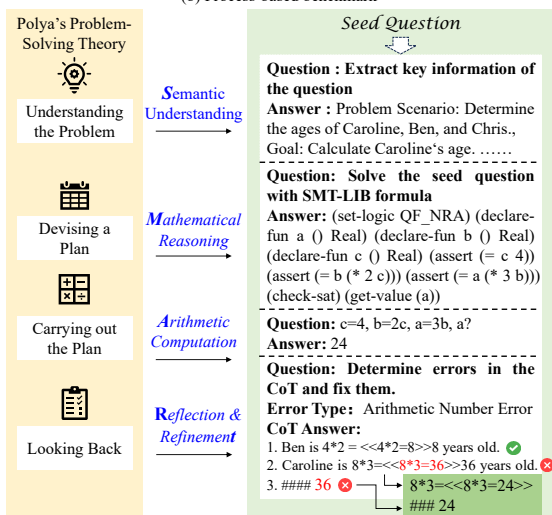 Polya's Problem-
Solving Theory
Seed Question
Understanding
the Problem
Semantic
Understanding
Question : Extract key information of
the question
Answer : Problem Scenario: Determine
the ages of Caroline, Ben, and Chris.,
Goal: Calculate Caroline's age. ……
Devising a
Plan
Mathematical
Reasoning
Question: Solve the seed question
with SMT-LIB formula
Answer: (set-logic QF_NRA) (declare-
fun a () Real) (declare-fun b () Real)
(declare-fun c () Real) (assert (= c 4))
(assert (= b (* 2 c))) (assert (= a (* 3 b)))
(check-sat) (get-value (a))
Carrying out
the Plan
Arithmetic
Computation
Question: c=4, b=2c, a=3b, a?
Answer: 24
Looking Back
Reflection &
Refinement
Question: Determine errors in the
CoT and fix them.
Error Type: Arithmetic Number Error
CoT Answer:
1. Ben is 4*2 = <<4*2=8>>8 years old.
2. Caroline is 8*3=<<8*3=36>>36 years old.
3. #### 36
8*3=<<8*3=24>>
### 24